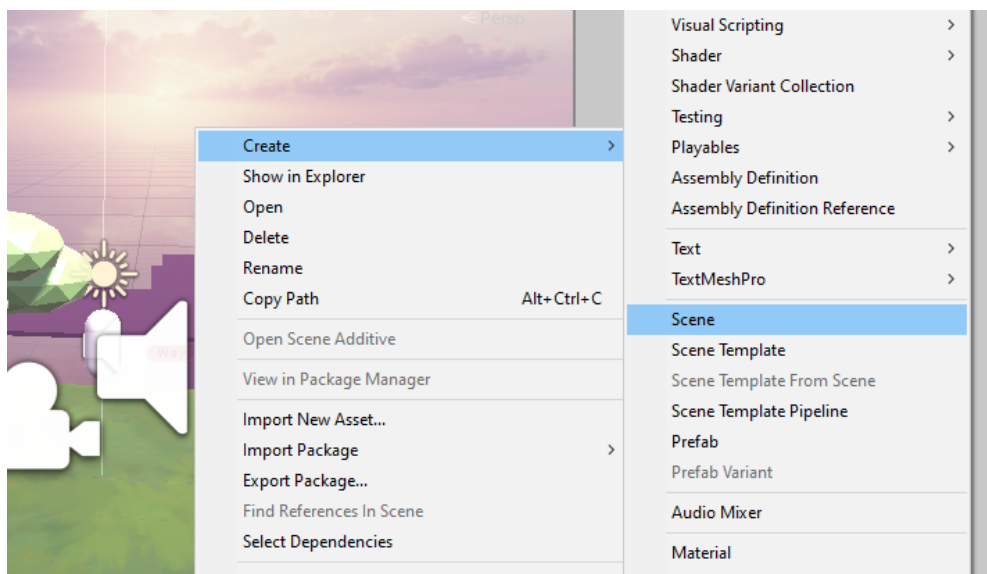 Persp
Create
Show in Explorer
Open
Delete
Rename
Copy Path Alt+Ctrl+C
Open Scene Additive
View in Package Manager
Import New Asset...
Import Package
Export Package...
Find References In Scene
Select Dependencies
Visual Scripting
Shader
Shader Variant Collection
Testing
Playables
Assembly Definition
Assembly Definition Reference
Text
TextMeshPro
Scene
Scene Template
Scene Template From Scene
Scene Template Pipeline
Prefab
Prefab Variant
Audio Mixer
Material
Way